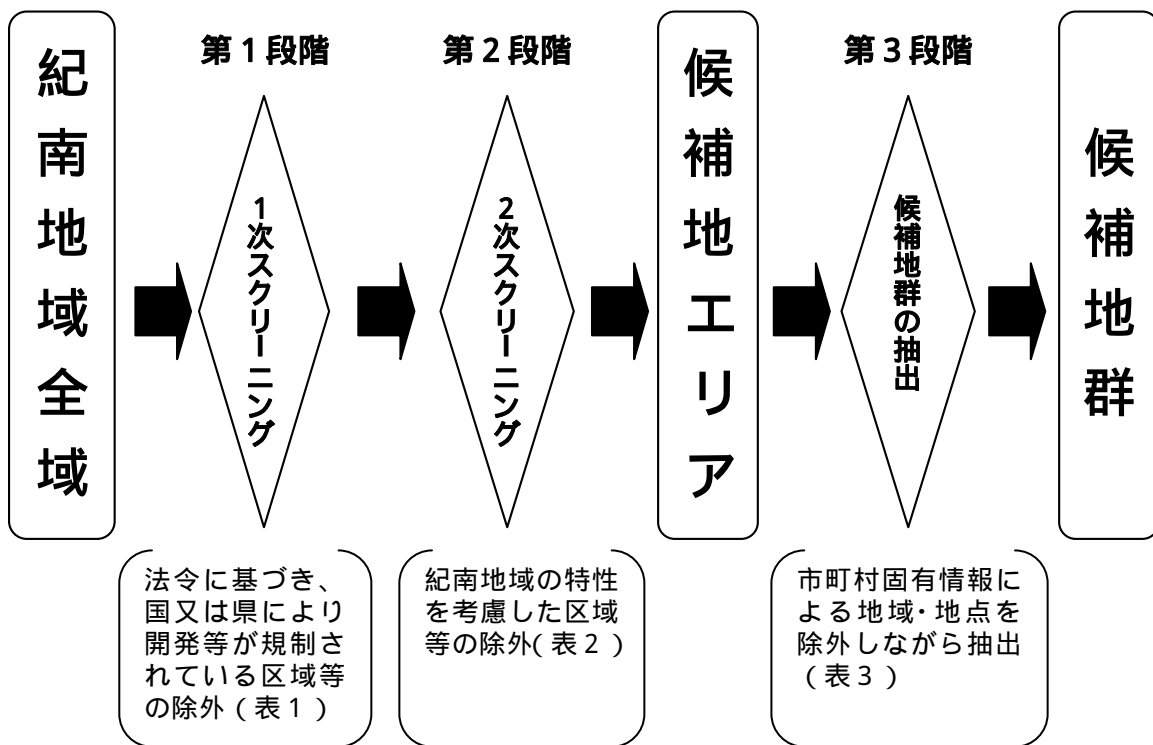 紀南地域全域
第１段階
1次スクリーニング
法令に基づき、
国又は県により
開発等が規制さ
れている区域等
の除外（表１）
第２段階
2次スクリーニング
紀南地域の特性
を考慮した区域
等の除外（表２）
候補地エリア
第３段階
候補地群の抽出
市町村固有情報に
よる地域・地点を
除外しながら抽出
（表３）
候補地群